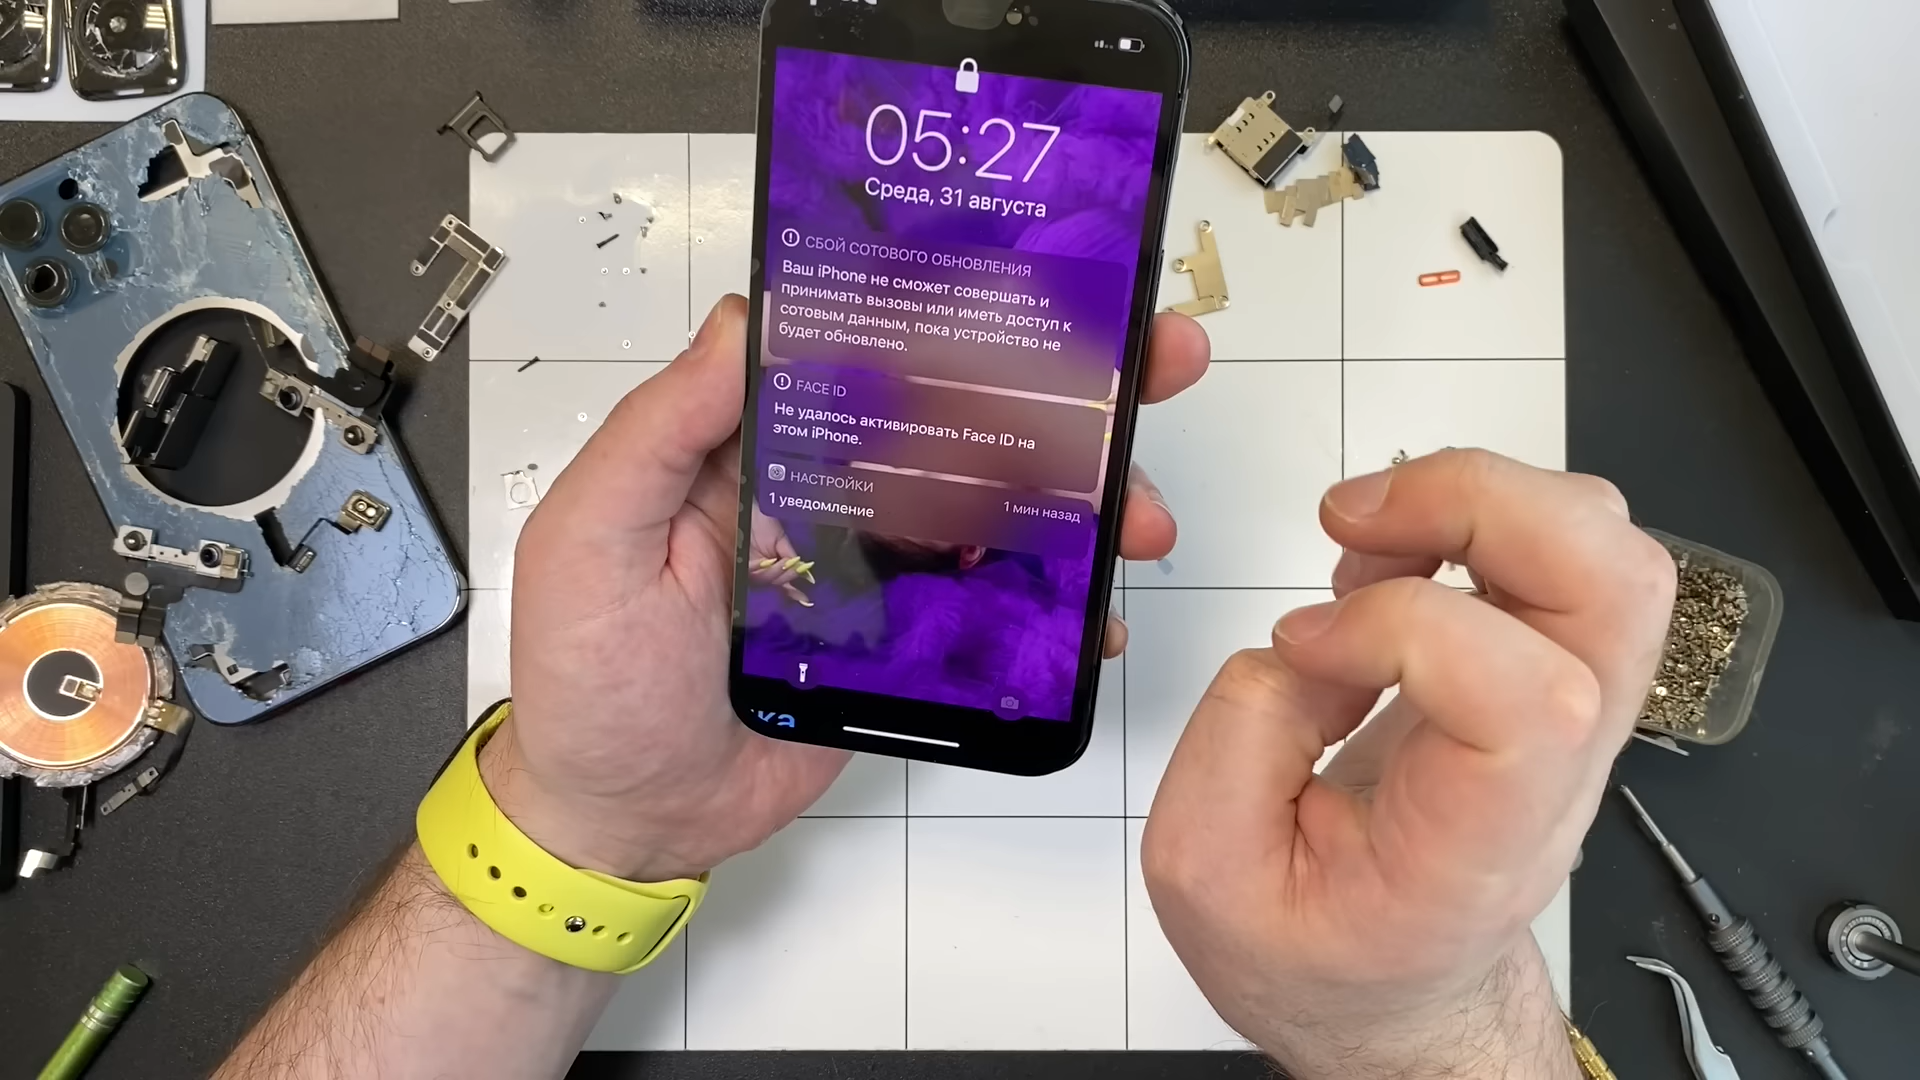 05:27
Среда, 31 августа
СБОЙ СОТОВОГО ОБНОВЛЕНИЯ
Ваш iPhone не сможет совершать и
принимать вызовы или иметь доступ к
сотовым данным, пока устройство не
будет обновлено.
FACE ID
Не удалось активировать Face ID на
этом iPhone.
НАСТРОЙКИ
1 мин назад
1 уведомление